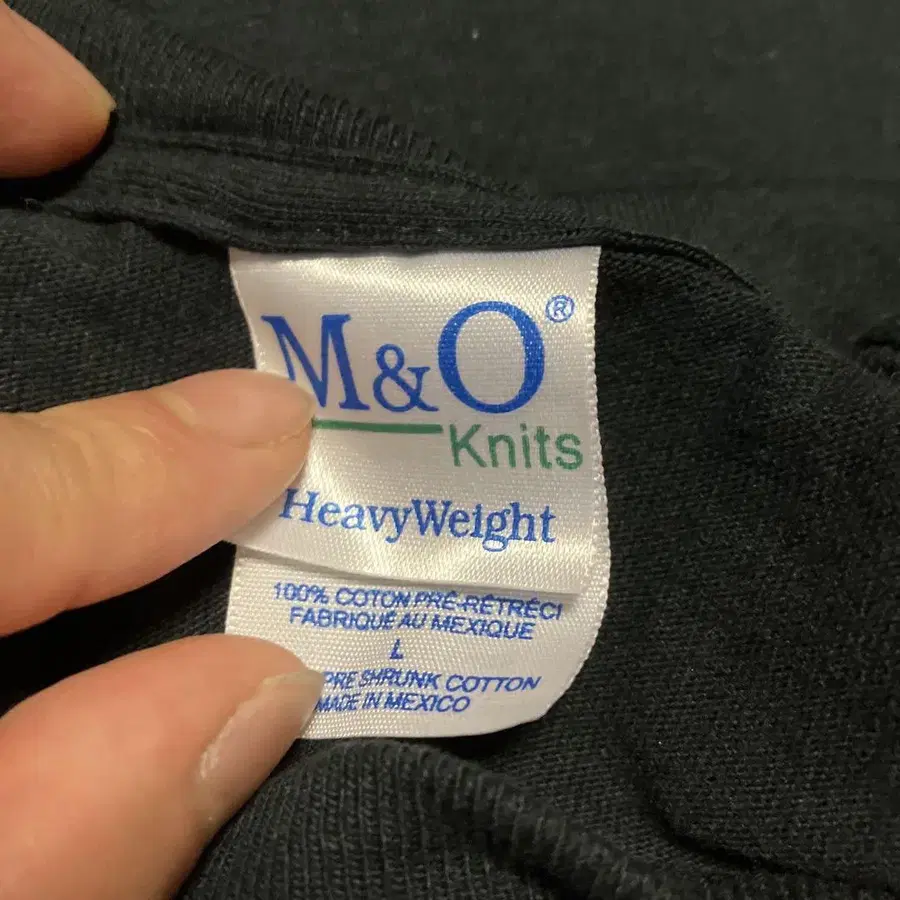 M&O®
Knits
HeavyWeight
100% COTON PRÉ-RÉTRÉCI
FABRIQUÉ AU MEXIQUE
L
PRE SHRUNK COTTON
MADE IN MEXICO